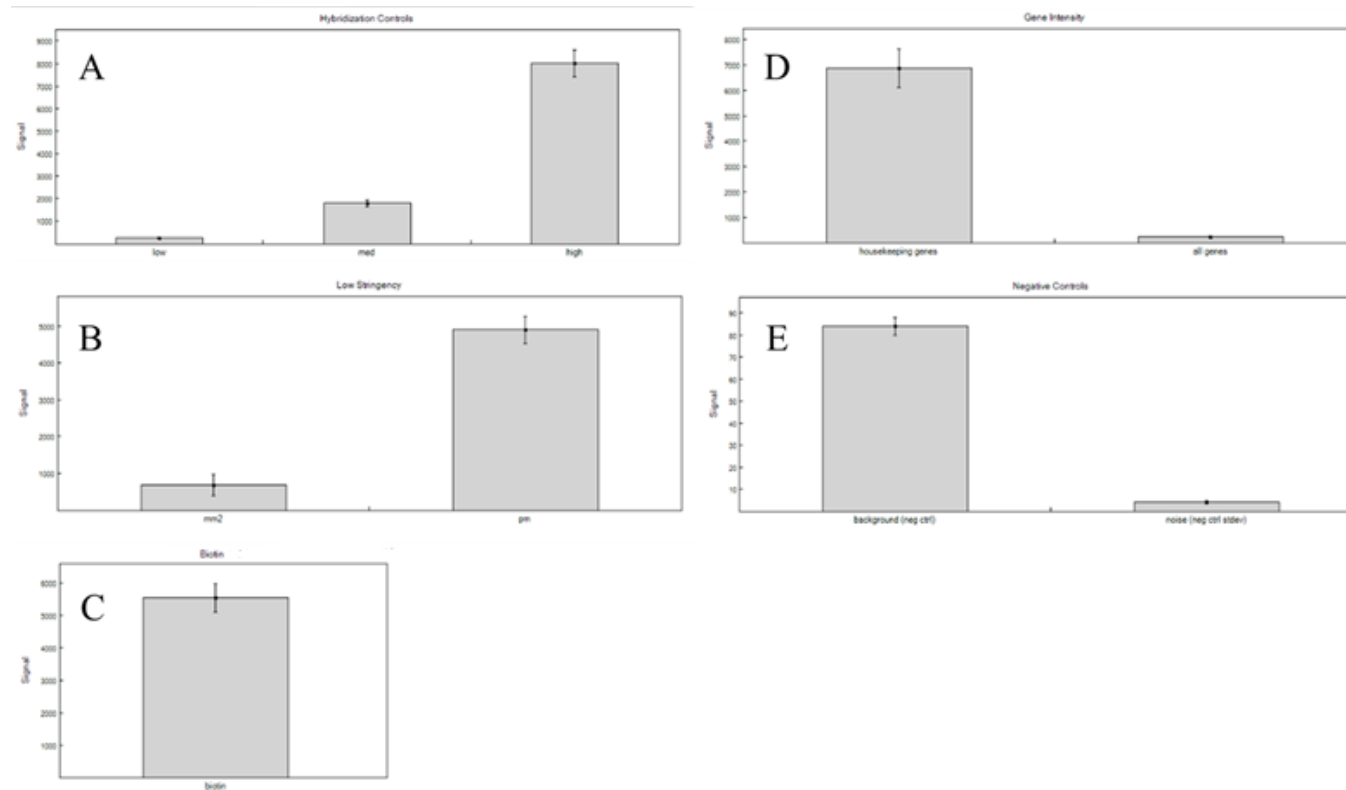 Hybridization Controls
A
Signal
9000
8000
7000
6000
5000
4000
3000
2000
1000
low med high
Low Stringency
B
Signal
5000
4000
3000
2000
1000
mm2 pm
Biotin
C
Signal
6000
5000
4000
3000
2000
1000
biotin
Gene Intensity
D
Signal
8000
7000
6000
5000
4000
3000
2000
1000
housekeeping genes all genes
Negative Controls
E
Signal
90
80
70
60
50
40
30
20
10
background (neg ctrl) noise (neg ctrl stdev)